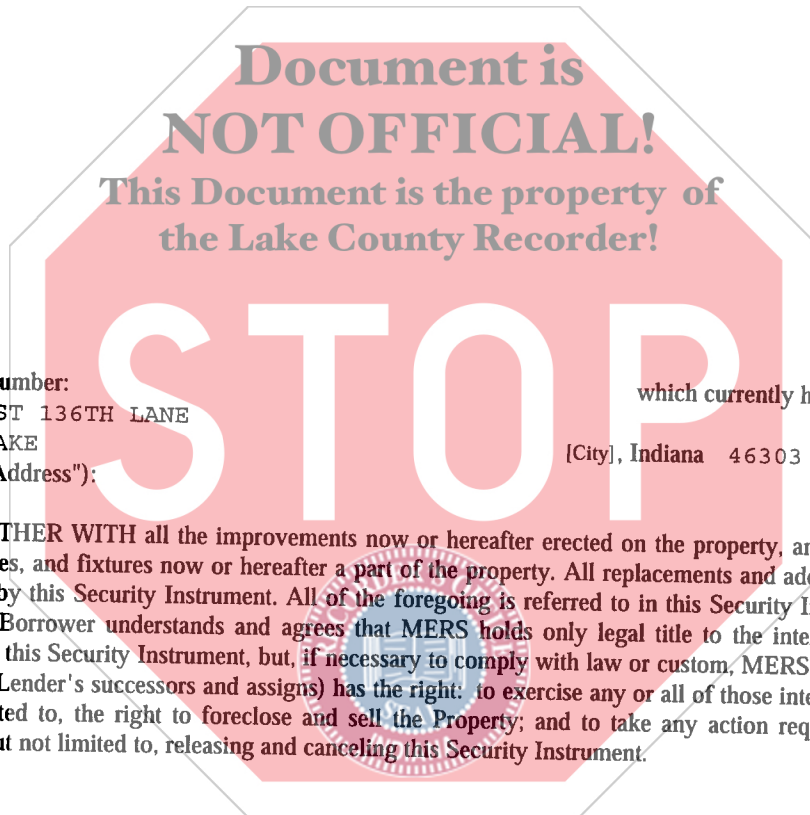 Document is
NOT OFFICIAL!
This Document is the property of
the Lake County Recorder!
STOP
umber:
which currently h
ST 136TH LANE
AKE
[City], Indiana 46303
Address"):
THER WITH all the improvements now or hereafter erected on the property, an
es, and fixtures now or hereafter a part of the property. All replacements and add
by this Security Instrument. All of the foregoing is referred to in this Security I
Borrower understands and agrees that MERS holds only legal title to the inte
this Security Instrument, but, if necessary to comply with law or custom, MERS
Lender's successors and assigns) has the right: to exercise any or all of those inte
ted to, the right to foreclose and sell the Property; and to take any action req
ut not limited to, releasing and canceling this Security Instrument.
SEAL
INDIANA